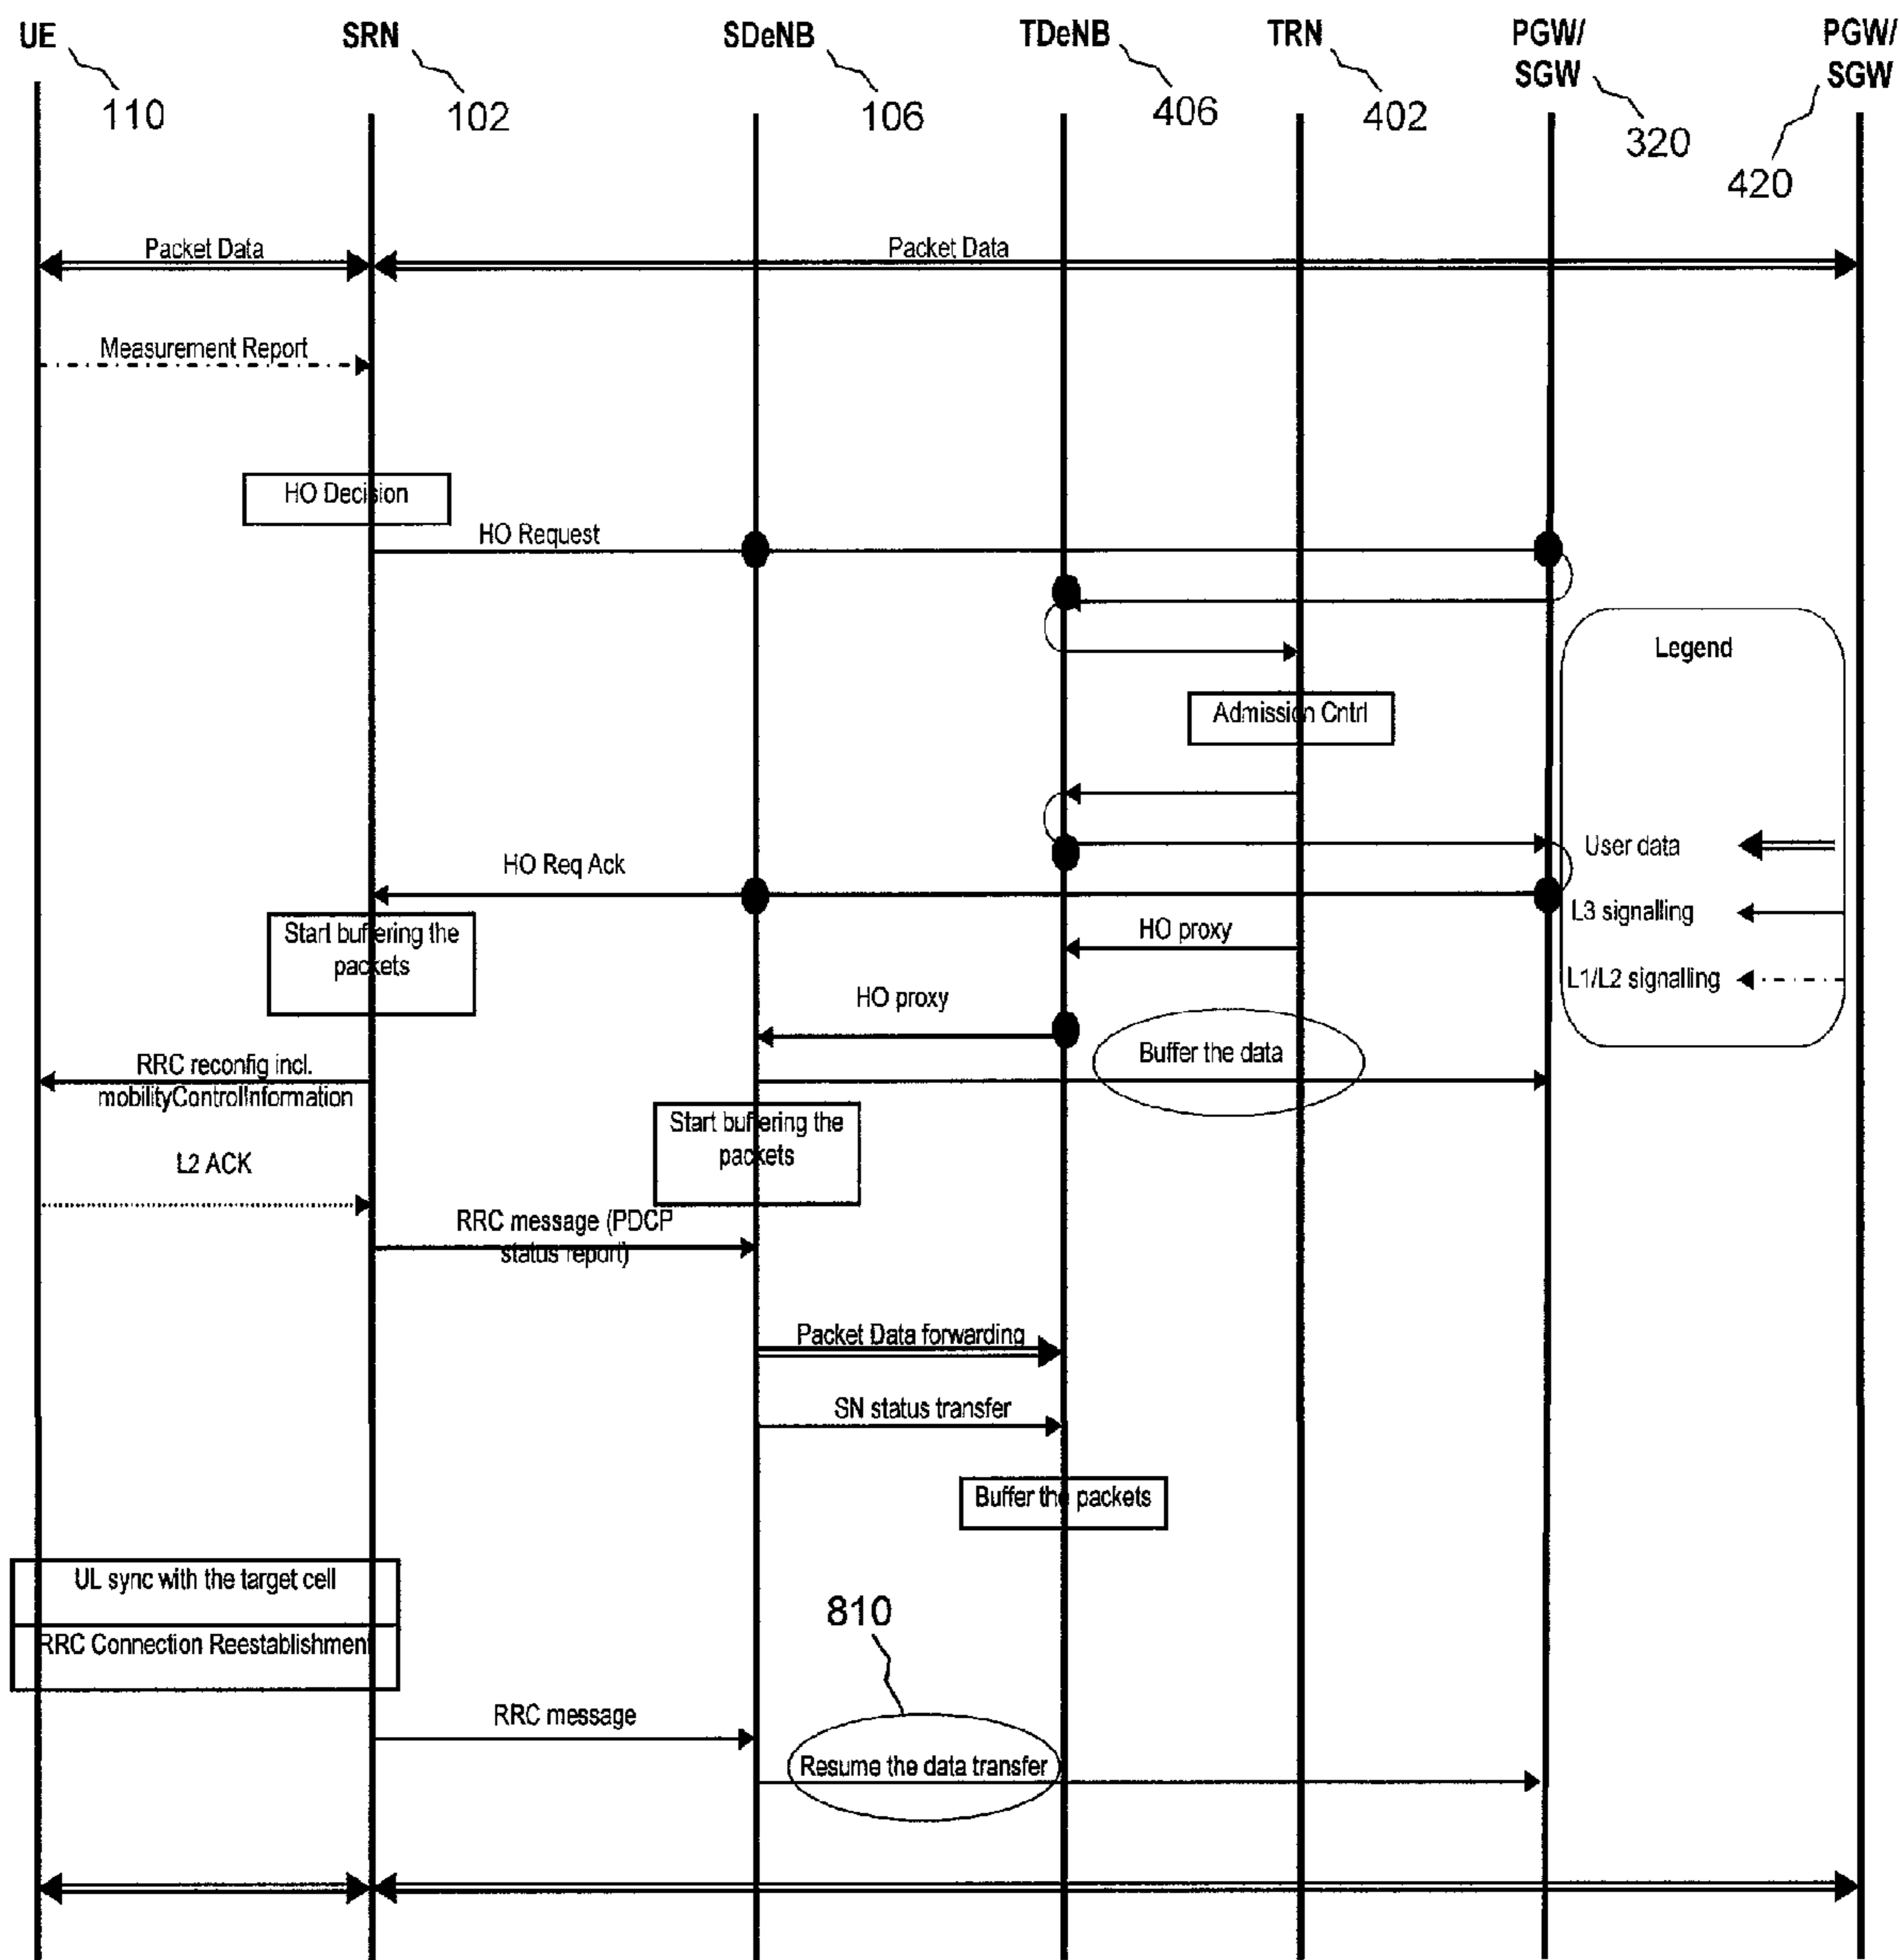 UE
SRN
SDeNB
TDeNB
TRN
PGW/
SGW
PGW/
SGW
110
102
106
406
402
320
420
Packet Data
Packet Data
Measurement Report
HO Decision
HO Request
Legend
Admission Cntrl
User data
HO Req Ack
L3 signalling
Start buffering the
packets
HO proxy
L1/L2 signalling
HO proxy
Buffer the data
RRC reconfig incl.
mobilityControlInformation
Start buffering the
packets
L2 ACK
RRC message (PDCP
status report)
Packet Data forwarding
SN status transfer
Buffer the packets
UL sync with the target cell
810
RRC Connection Reestablishment
RRC message
Resume the data transfer